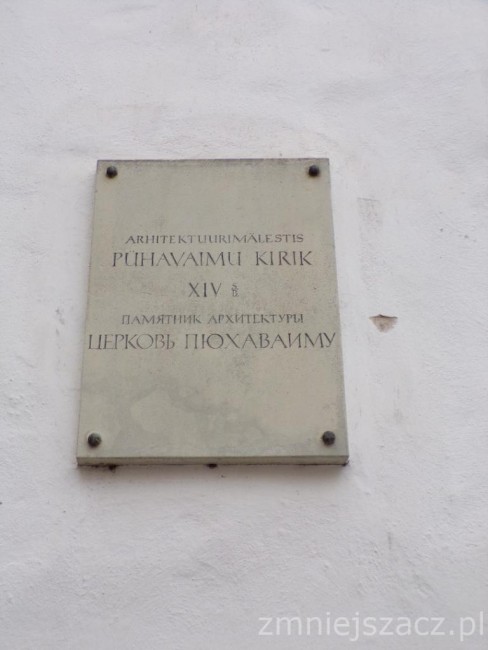 ARHITEKTUURIMÄLESTIS
PÜHAVAIMU KIRIK
XIV S.
ПАМЯТНИК АРХИТЕКТУРЫ
ЦЕРКОВЬ ПЮХАВАИМУ
zmniejszacz.pl